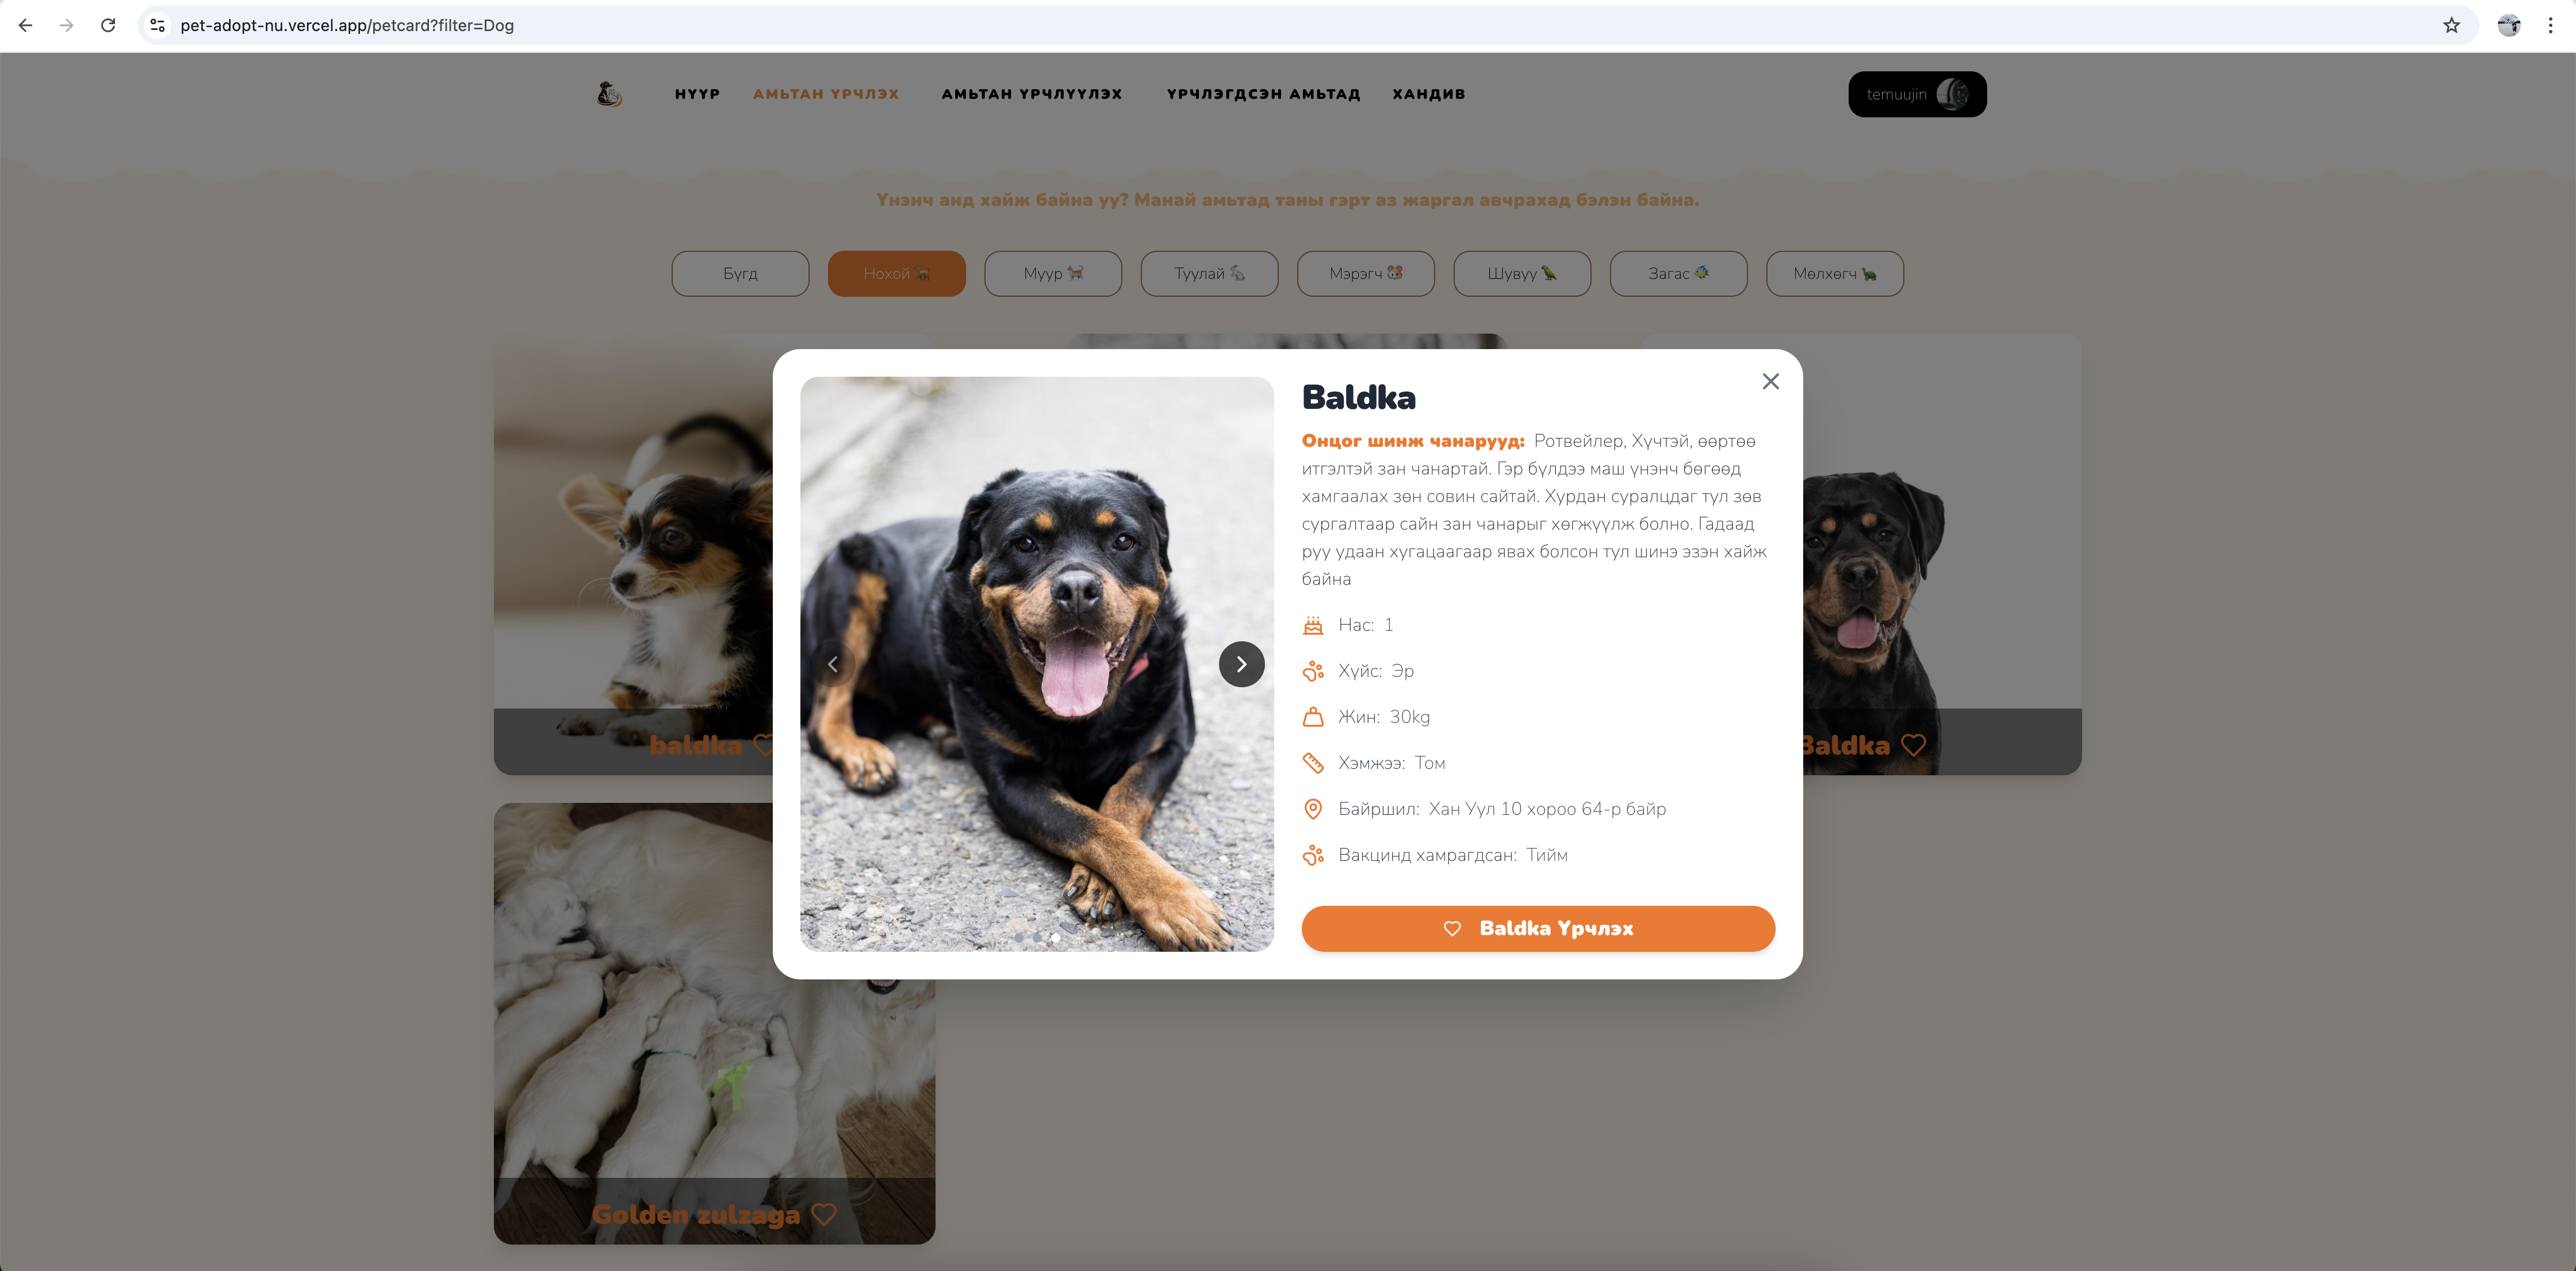 pet-adopt-nu.vercel.app/petcard?filter=Dog
НҮҮР АМЬТАН ҮРЧЛЭХ АМЬТАН ҮРЧЛҮҮЛЭХ ҮРЧЛЭГДСЭН АМЬТАД ХАНДИВ
temuujin
Үнэнч анд хайж байна уу? Манай амьтад таны гэрт аз жаргал авчрахад бэлэн байна.
Бүгд Нохой Муур Туулай Мэрэгч Шувуу Загас Мөлхөгч
Baldka
Онцог шинж чанарууд: Ротвейлер, Хүчтэй, өөртөө
итгэлтэй зан чанартай. Гэр бүлдээ маш үнэнч бөгөөд
хамгаалах зөн совин сайтай. Хурдан суралцдаг тул зөв
сургалтаар сайн зан чанарыг хөгжүүлж болно. Гадаад
руу удаан хугацаагаар явах болсон тул шинэ эзэн хайж
байна
Нас: 1
Хүйс: Эр
Жин: 30kg
Хэмжээ: Том
Байршил: Хан Уул 10 хороо 64-р байр
Вакцинд хамрагдсан: Тийм
Baldka Үрчлэх
baldka
Baldka
Golden zulzaga